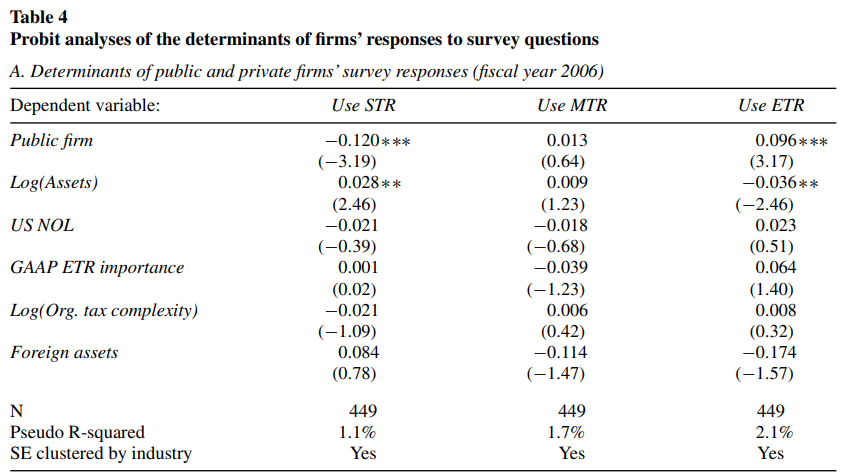 Table 4
Probit analyses of the determinants of firms' responses to survey questions
A. Determinants of public and private firms' survey responses (fiscal year 2006)
Dependent variable: Use STR Use MTR Use ETR
Public firm −0.120∗∗∗ 0.013 0.096∗∗∗
(−3.19) (0.64) (3.17)
Log(Assets) 0.028∗∗ 0.009 −0.036∗∗
(2.46) (1.23) (−2.46)
US NOL −0.021 −0.018 0.023
(−0.39) (−0.68) (0.51)
GAAP ETR importance 0.001 −0.039 0.064
(0.02) (−1.23) (1.40)
Log(Org. tax complexity) −0.021 0.006 0.008
(−1.09) (0.42) (0.32)
Foreign assets 0.084 −0.114 −0.174
(0.78) (−1.47) (−1.57)
N 449 449 449
Pseudo R-squared 1.1% 1.7% 2.1%
SE clustered by industry Yes Yes Yes